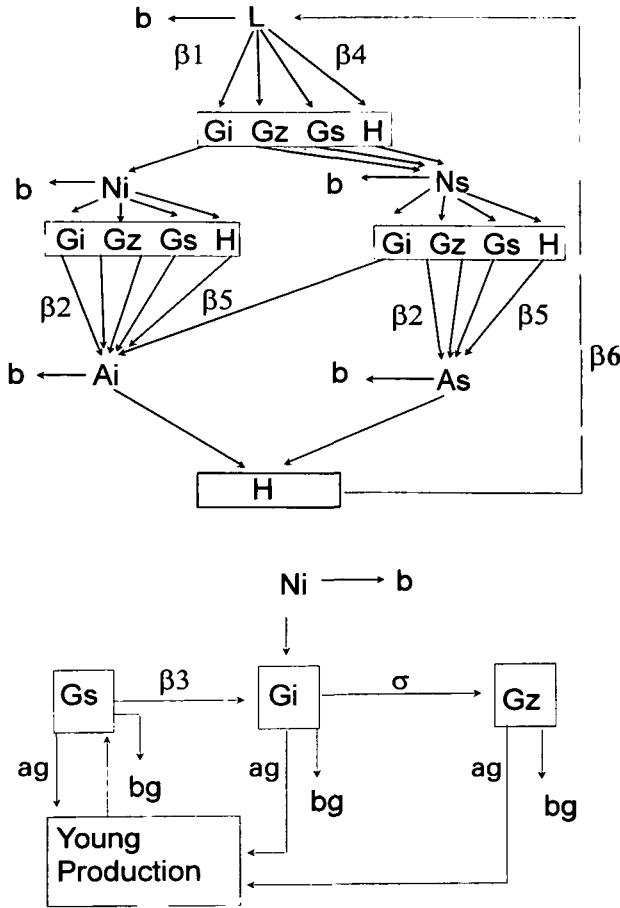 b L
β1 β4
Gi Gz Gs H
b Ni b Ns
Gi Gz Gs H Gi Gz Gs H
β2 β5 β2 β5
β6
b Ai b As
H
Ni b
Gs β3 Gi σ Gz
ag bg ag bg ag bg
Young
Production